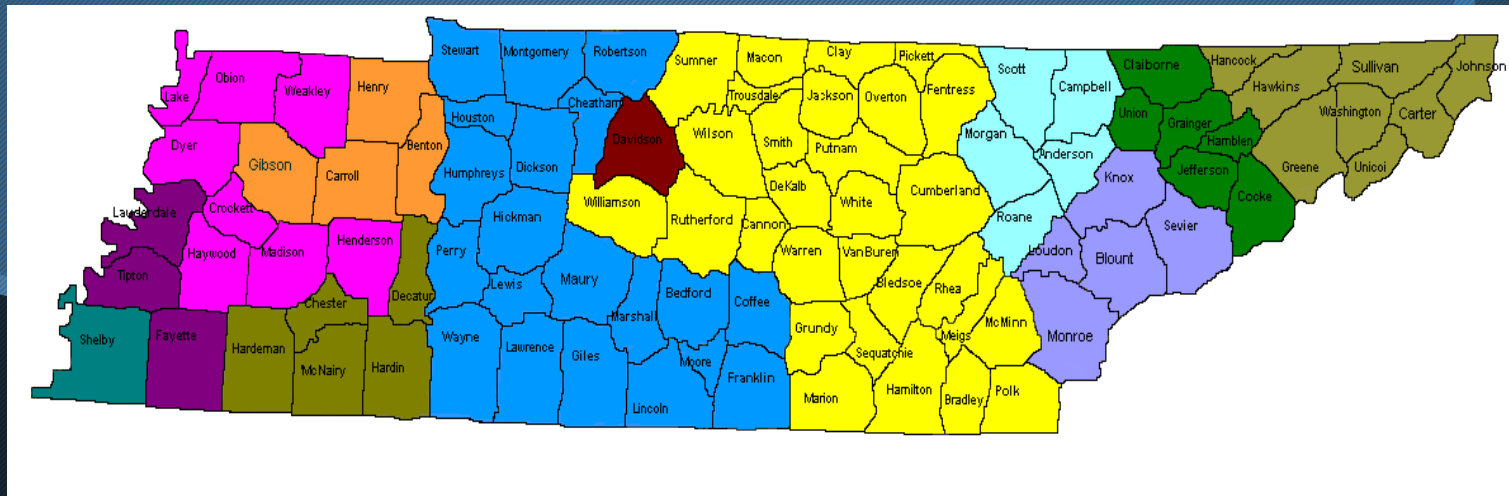 Stewart
Montgomery
Robertson
Sumner
Macon
Clay
Pickett
Scott
Campbell
Claiborne
Hancock
Hawkins
Sullivan
Johnson
Lake
Obion
Weakley
Henry
Houston
Cheatham
Trousdale
Jackson
Overton
Fentress
Union
Grainger
Hamblen
Washington
Carter
Dyer
Gibson
Carroll
Benton
Humphreys
Dickson
Davidson
Wilson
Smith
Putnam
Morgan
Anderson
Knox
Jefferson
Cocke
Greene
Unicoi
Lauderdale
Crockett
Haywood
Madison
Henderson
Hickman
Williamson
Rutherford
Cannon
DeKalb
White
Cumberland
Roane
Loudon
Blount
Sevier
Tipton
Chester
Decatur
Perry
Lewis
Maury
Marshall
Bedford
Coffee
Warren
VanBuren
Bledsoe
Rhea
Meigs
McMinn
Monroe
Shelby
Fayette
Hardeman
McNairy
Hardin
Wayne
Lawrence
Giles
Lincoln
Moore
Franklin
Grundy
Sequatchie
Marion
Hamilton
Bradley
Polk